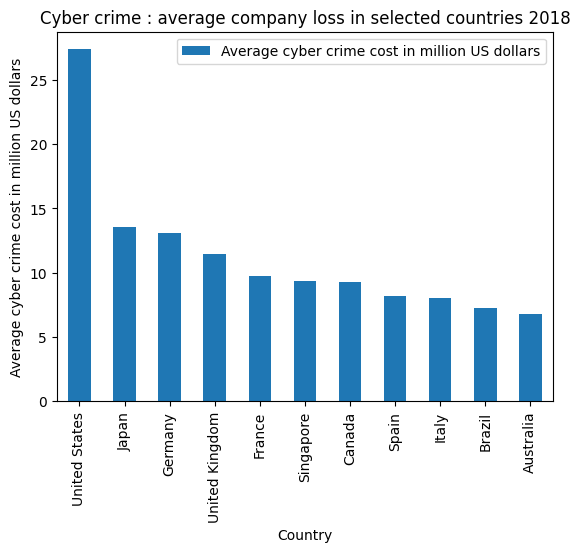 Cyber crime : average company loss in selected countries 2018
Average cyber crime cost in million US dollars
Average cyber crime cost in million US dollars
25
20
15
10
5
0
United States
Japan
Germany
United Kingdom
France
Singapore
Canada
Spain
Italy
Brazil
Australia
Country